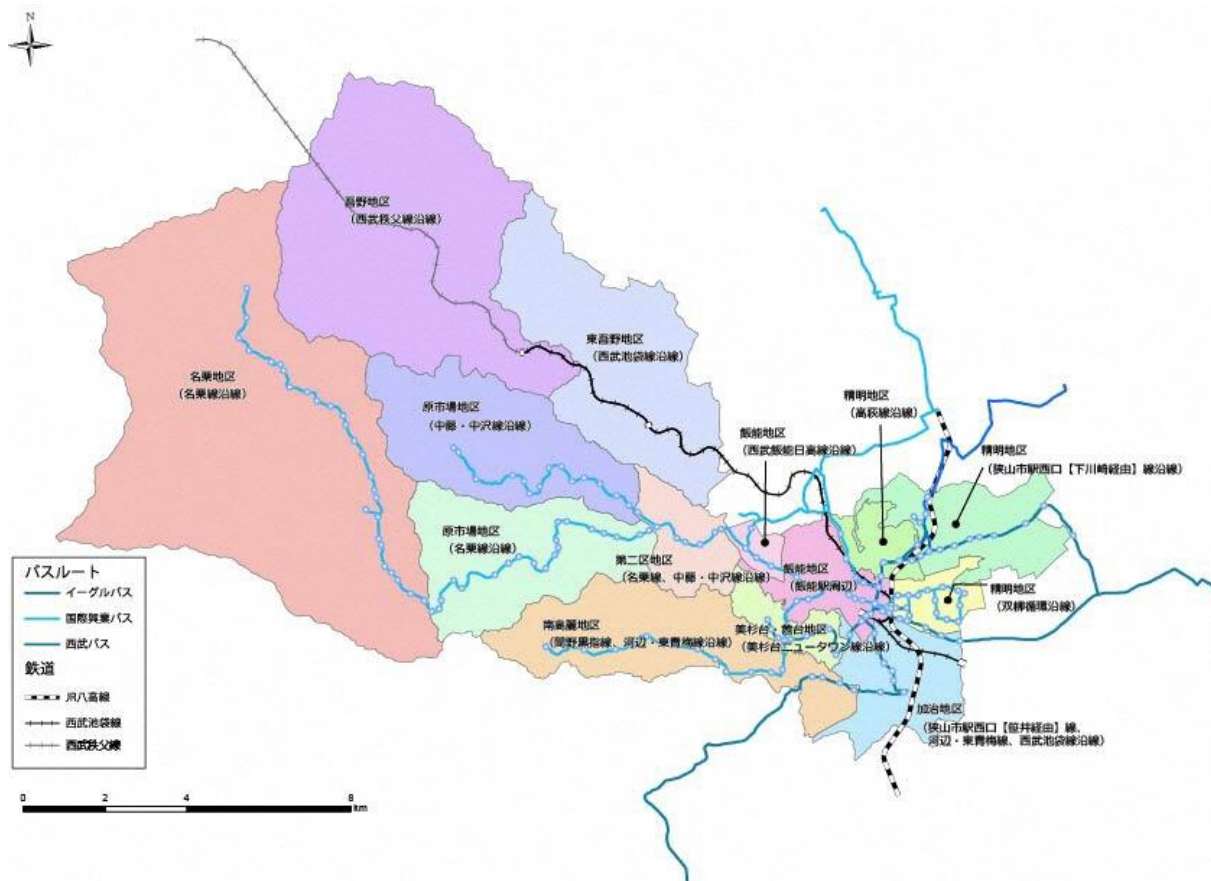 N
吾野地区
（西武秩父線沿線）
東吾野地区
（西武池袋線沿線）
名栗地区
（名栗線沿線）
原市場地区
（中藤・中沢線沿線）
飯能地区
（西武飯能日高線沿線）
精明地区
（高萩線沿線）
精明地区
（狭山市駅西口【下川崎経由】線沿線）
原市場地区
（名栗線沿線）
第二区地区
（名栗線、中藤・中沢線沿線）
飯能地区
（飯能駅周辺）
精明地区
（双柳循環沿線）
南高麗地区
（間野黒指線、河辺・東青梅線沿線）
美杉台・茜台地区
（美杉台ニュータウン線沿線）
加治地区
（狭山市駅西口【笹井経由】線、
河辺・東青梅線、西武池袋線沿線）
バスルート
イーグルバス
国際興業バス
西武バス
鉄道
JR八高線
西武池袋線
西武秩父線
0 2 4 8
km